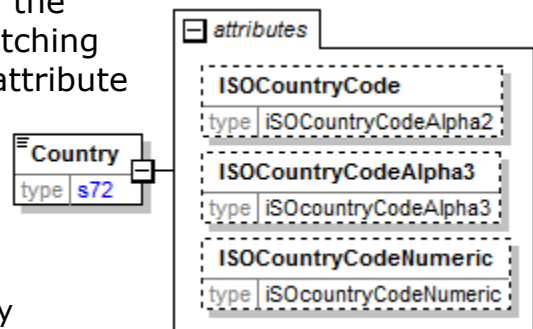 the
tching
attribute
attributes
ISOCountryCode
type iSOCountryCodeAlpha2
Country
type s72
ISOCountryCodeAlpha3
type iSOcountryCodeAlpha3
ISOCountryCodeNumeric
type iSOcountryCodeNumeric
y